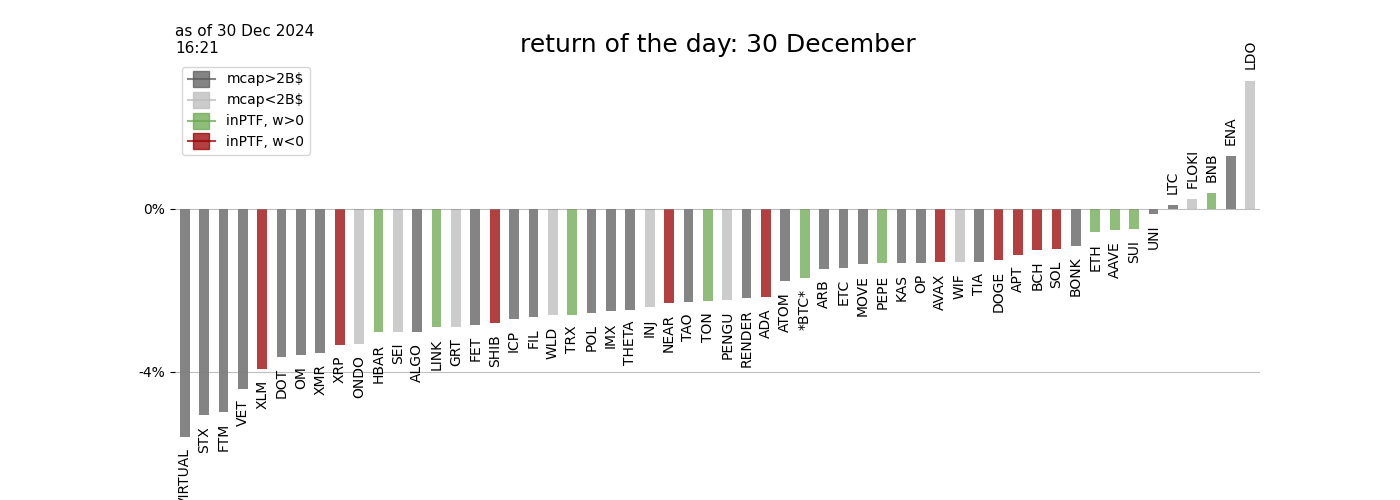 as of 30 Dec 2024
16:21
return of the day: 30 December
mcap>2B$
mcap<2B$
inPTF, w>0
inPTF, w<0
0%
-4%
VIRTUAL
STX
FTM
VET
XLM
DOT
OM
XMR
XRP
ONDO
HBAR
SEI
ALGO
LINK
GRT
FET
SHIB
ICP
FIL
WLD
TRX
POL
IMX
THETA
INJ
NEAR
TAO
TON
PENGU
RENDER
ADA
ATOM
*BTC*
ARB
ETC
MOVE
PEPE
KAS
OP
AVAX
WIF
TIA
DOGE
APT
BCH
SOL
BONK
ETH
AAVE
SUI
UNI
LTC
FLOKI
BNB
ENA
LDO